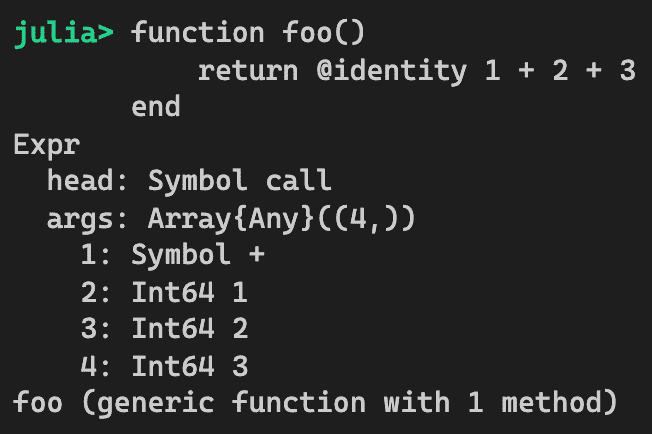 julia> function foo()
           return @identity 1 + 2 + 3
       end
Expr
  head: Symbol call
  args: Array{Any}((4,))
    1: Symbol +
    2: Int64 1
    3: Int64 2
    4: Int64 3
foo (generic function with 1 method)